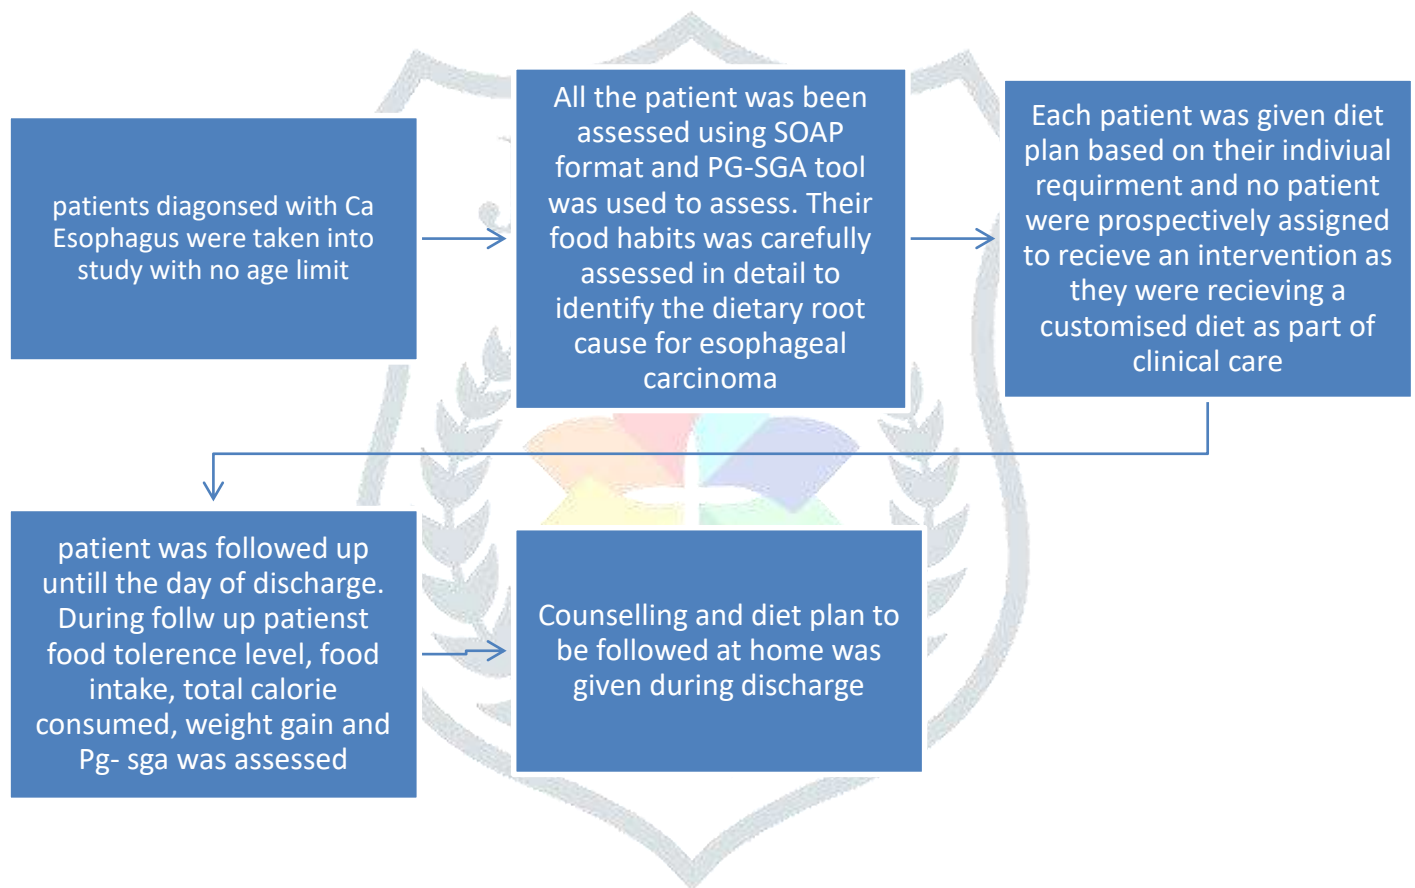 patients diagonsed with Ca
Esophagus were taken into
study with no age limit
All the patient was been
assessed using SOAP
format and PG-SGA tool
was used to assess. Their
food habits was carefully
assessed in detail to
identify the dietary root
cause for esophageal
carcinoma
Each patient was given diet
plan based on their indiviual
requirment and no patient
were prospectively assigned
to recieve an intervention as
they were recieving a
customised diet as part of
clinical care
patient was followed up
untill the day of discharge.
During follw up patienst
food tolerence level, food
intake, total calorie
consumed, weight gain and
Pg- sga was assessed
Counselling and diet plan to
be followed at home was
given during discharge